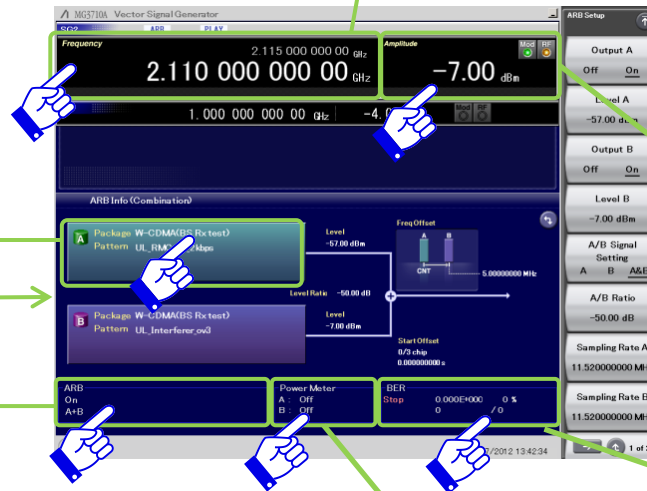 MG3710A Vector Signal Generator
SG2 ARB PLAY
Frequency
2.115 000 000 00 GHz
2.110 000 000 00 GHz
Amplitude
Mod RF
-7.00 dBm
1. 000 000 000 00 GHz
Mod RF
ARB Info (Combination)
A Package W-CDMA(BS Rx test)
Pattern
Level
-57.00 dBm
Level Ratio -50.00 dB
B Package W-CDMA(BS Rx test)
Pattern UL_Interferer_ov3
Level
-7.00 dBm
Freq Offset
A B
CNT
5.00000000 MHz
Start Offset
0/3 chip
0.000000000 s
ARB
On
A+B
Power Meter
A : Off
B : Off
BER
Stop 0.000E+000 0 %
0 / 0
/2012 13:42:34
ARB Setup
Output A
Off On
Level A
-57.00 dBm
Output B
Off On
Level B
-7.00 dBm
A/B Signal
Setting
A B A&B
A/B Ratio
-50.00 dB
Sampling Rate A
11.520000000 MH
Sampling Rate B
11.520000000 MH
1 of